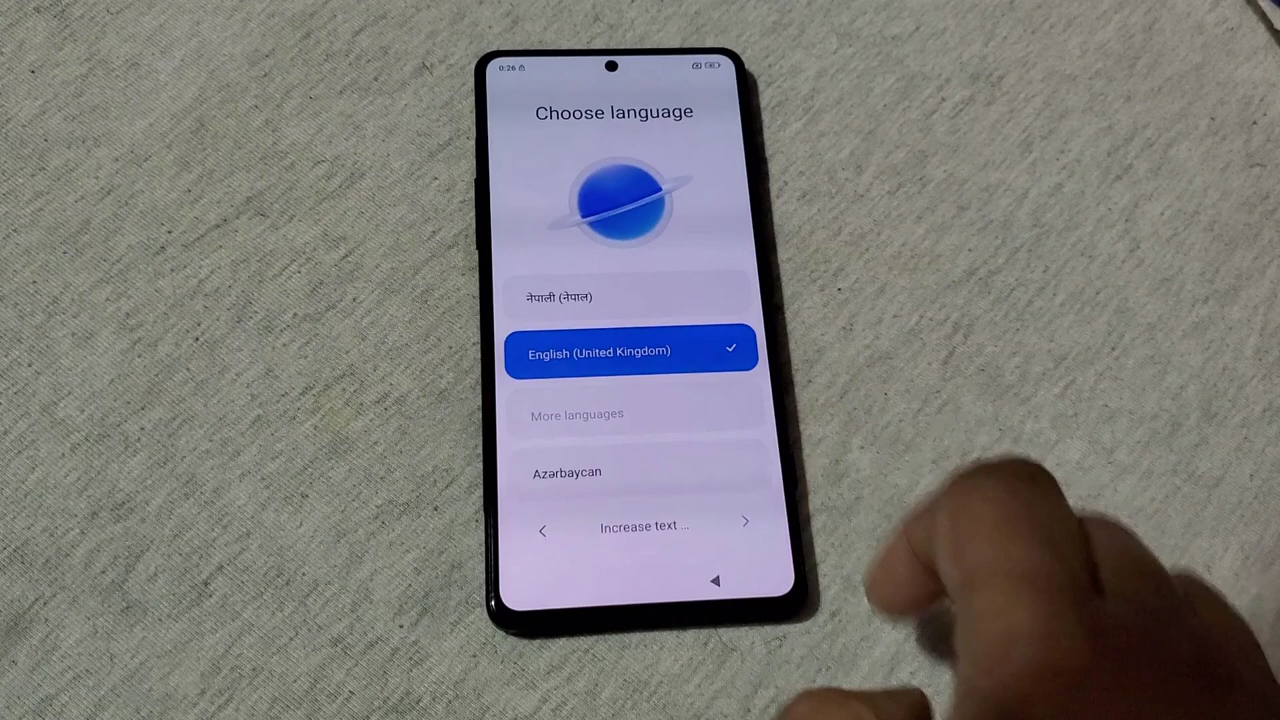 0:26
Choose language
नेपाली (नेपाल)
English (United Kingdom)
More languages
Azərbaycan
Increase text ...